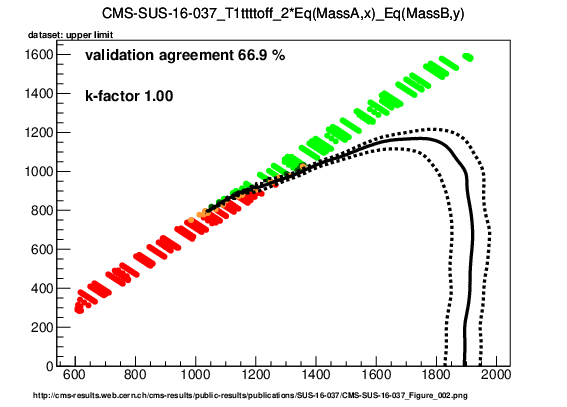 CMS-SUS-16-037_T1ttttoff_2*Eq(MassA,x)_Eq(MassB,y)
dataset: upper limit
validation agreement 66.9 %
k-factor 1.00
1600
1400
1200
1000
800
600
400
200
0
600 800 1000 1200 1400 1600 1800 2000
http://cms-results.web.cern.ch/cms-results/public-results/publications/SUS-16-037/CMS-SUS-16-037_Figure_002.png